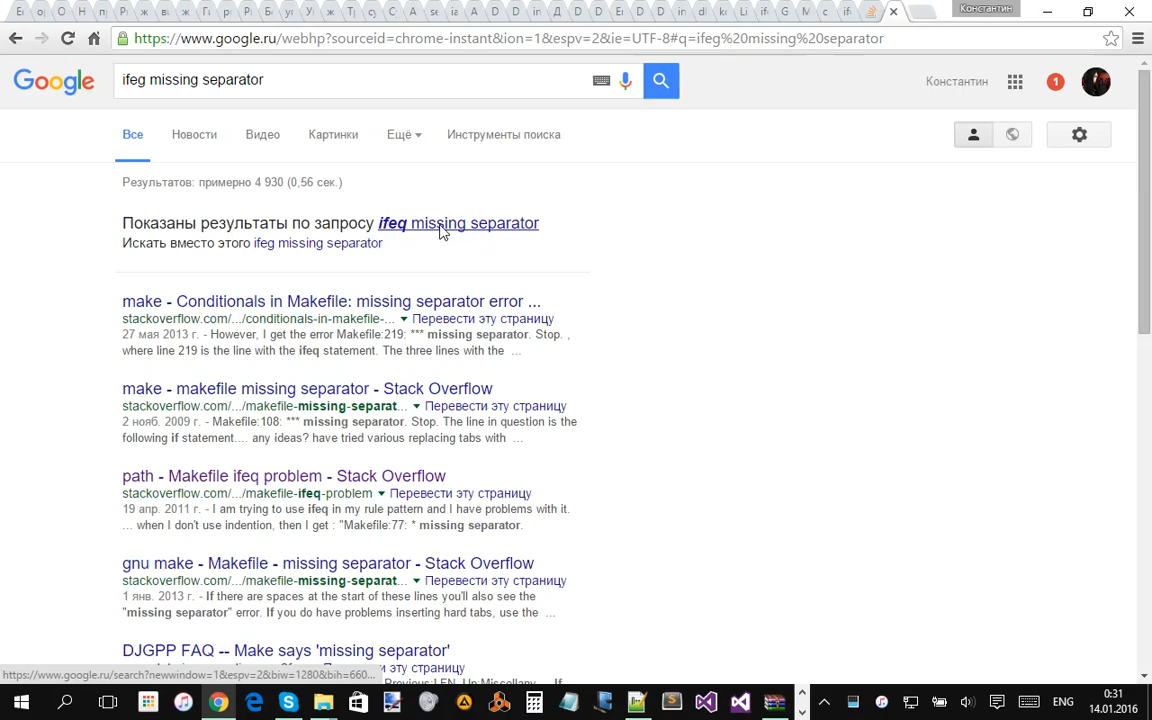 Константин
https://www.google.ru/webhp?sourceid=chrome-instant&ion=1&espv=2&ie=UTF-8#q=ifeg%20missing%20separator
Google
ifeg missing separator
Константин
1
Все Новости Видео Картинки Ещё Инструменты поиска
Результатов: примерно 4 930 (0,56 сек.)
Показаны результаты по запросу ifeq missing separator
Искать вместо этого ifeg missing separator
make - Conditionals in Makefile: missing separator error ...
stackoverflow.com/.../conditionals-in-makefile-... Перевести эту страницу
27 мая 2013 г. - However, I get the error Makefile:219: *** missing separator. Stop. ,
where line 219 is the line with the ifeq statement. The three lines with the ...
make - makefile missing separator - Stack Overflow
stackoverflow.com/.../makefile-missing-separat... Перевести эту страницу
2 нояб. 2009 г. - Makefile:108: *** missing separator. Stop. The line in question is the
following if statement.... any ideas? have tried various replacing tabs with ...
path - Makefile ifeq problem - Stack Overflow
stackoverflow.com/.../makefile-ifeq-problem Перевести эту страницу
19 апр. 2011 г. - I am trying to use ifeq in my rule pattern and I have problems with it.
... when I don't use indention, then I get : "Makefile:77: * missing separator.
gnu make - Makefile - missing separator - Stack Overflow
stackoverflow.com/.../makefile-missing-separat... Перевести эту страницу
1 янв. 2013 г. - If there are spaces at the start of these lines you'll also see the
"missing separator" error. If you do have problems inserting hard tabs, use the ...
DJGPP FAQ -- Make says 'missing separator'
эту страницу
https://www.google.ru/search?newwindow=1&espv=2&biw=1280&bih=660...
ENG
0:31
14.01.2016